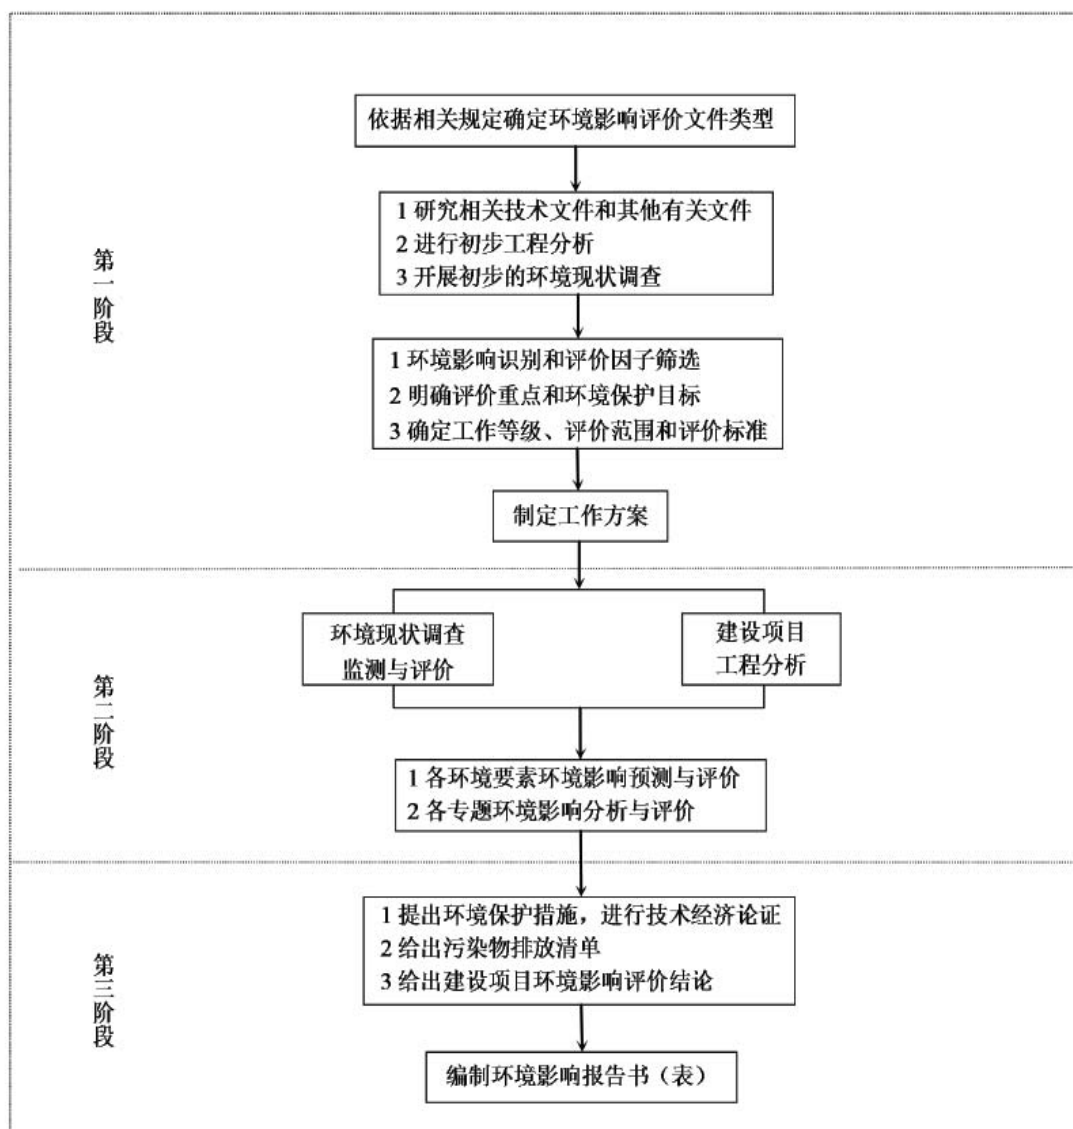 依据相关规定确定环境影响评价文件类型
1 研究相关技术文件和其他有关文件
2 进行初步工程分析
3 开展初步的环境现状调查
第一阶段
1 环境影响识别和评价因子筛选
2 明确评价重点和环境保护目标
3 确定工作等级、评价范围和评价标准
制定工作方案
环境现状调查
监测与评价
建设项目
工程分析
第二阶段
1 各环境要素环境影响预测与评价
2 各专题环境影响分析与评价
1 提出环境保护措施，进行技术经济论证
2 给出污染物排放清单
3 给出建设项目环境影响评价结论
第三阶段
编制环境影响报告书（表）